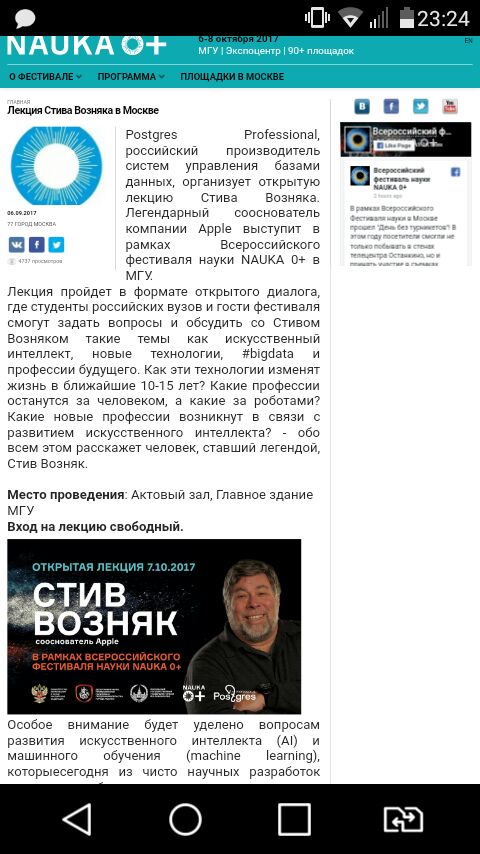 23:24
NAUKA 0+
6-8 октября 2017
EN
МГУ | Экспоцентр | 90+ площадок
О ФЕСТИВАЛЕ
ПРОГРАММА
ПЛОЩАДКИ В МОСКВЕ
ГЛАВНАЯ
Лекция Стива Возняка в Москве
06.09.2017
?? ГОРОД МОСКВА
4737 просмотров
Postgres Professional,
российский производитель
систем управления базами
данных, организует открытую
лекцию Стива Возняка.
Легендарный сооснователь
компании Apple выступит в
рамках Всероссийского
фестиваля науки NAUKA 0+ в
МГУ.
Лекция пройдет в формате открытого диалога,
где студенты российских вузов и гости фестиваля
смогут задать вопросы и обсудить со Стивом
Возняком такие темы как искусственный
интеллект, новые технологии, #bigdata и
профессии будущего. Как эти технологии изменят
жизнь в ближайшие 10-15 лет? Какие профессии
останутся за человеком, а какие за роботами?
Какие новые профессии возникнут в связи с
развитием искусственного интеллекта? - обо
всем этом расскажет человек, ставший легендой,
Стив Возняк.
Место проведения: Актовый зал, Главное здание
МГУ
Вход на лекцию свободный.
ОТКРЫТАЯ ЛЕКЦИЯ 7.10.2017
СТИВ
ВОЗНЯК
сооснователь Apple
В РАМКАХ ВСЕРОССИЙСКОГО
ФЕСТИВАЛЯ НАУКИ NAUKA 0+
NAUKA
0+
Postgres
Особое внимание будет уделено вопросам
развития искусственного интеллекта (AI) и
машинного обучения (machine learning),
которыесегодня из чисто научных разработок
You Tube
Всероссийский ф...
Like Page
Всероссийский
фестиваль науки
NAUKA 0+
2 hours ago
В рамках Всероссийского
Фестиваля науки в Москве
прошел "День без турникетов"! В
этом году посетители смогли не
только побывать в стенах
телецентра Останкино, но и
принять участие в съемках